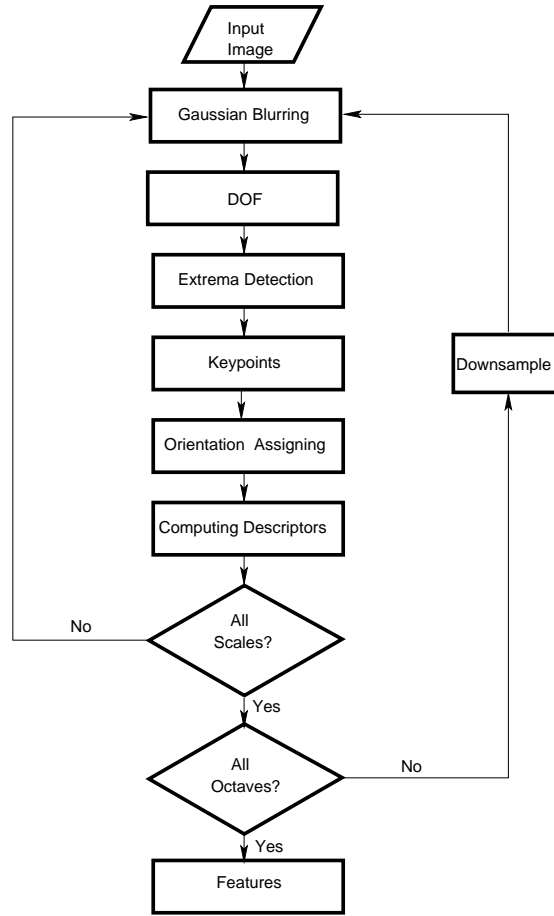 Input
Image
Gaussian Blurring
DOF
Extrema Detection
Keypoints
Downsample
Orientation Assigning
Computing Descriptors
All
Scales?
No
Yes
All
Octaves?
No
Yes
Features